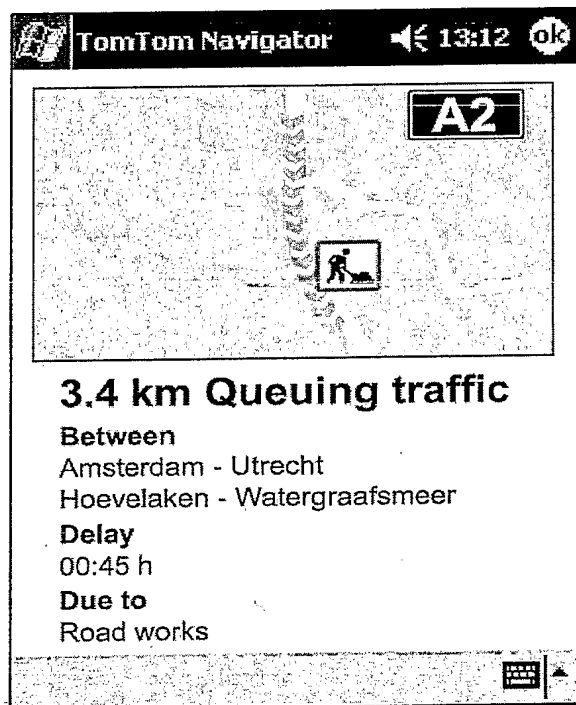 TomTom Navigator 13:12 ok
A2
3.4 km Queuing traffic
Between
Amsterdam - Utrecht
Hoevelaken - Watergraafsmeer
Delay
00:45 h
Due to
Road works